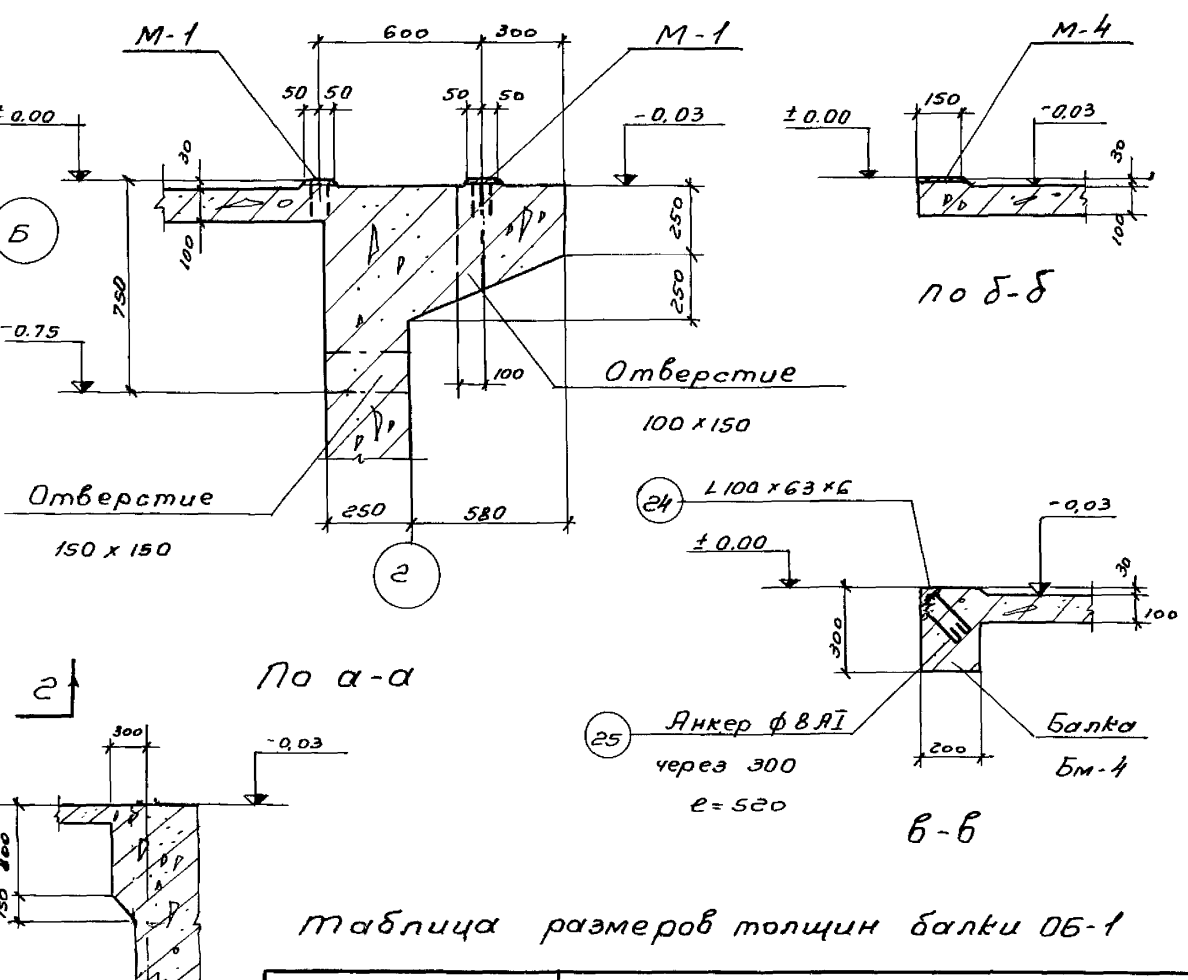 М-1
600
300
М-1
50
50
50
50
± 0.00
30
-0,03
Б
100
750
250
250
-0.75
100
Отверстие
100 x 150
Отверстие
150 x 150
250
580
г
По а-а
М-4
150
± 0.00
-0.03
30
100
по б-б
24
L 100 x 63 x 6
± 0.00
-0,03
30
100
300
25
Анкер ф 8 АI
через 300
ℓ = 520
200
Балка
Бм-4
в-в
г
300
-0,03
800
150
Таблица размеров толщин балки ОБ-1